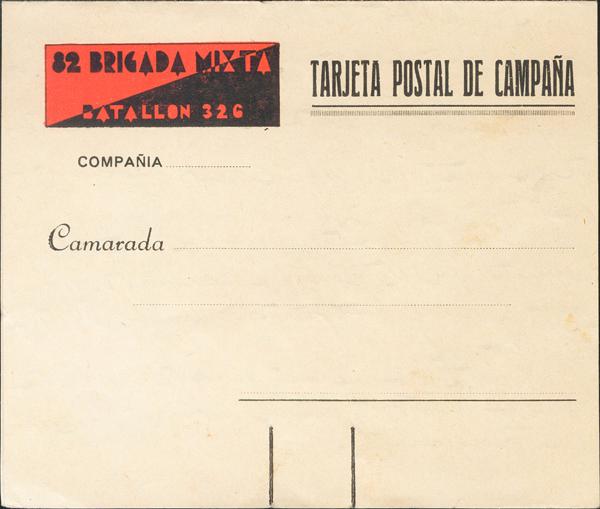 82 BRIGADA MIXTA
BATALLON 326
TARJETA POSTAL DE CAMPAÑA
COMPAÑIA
Camarada